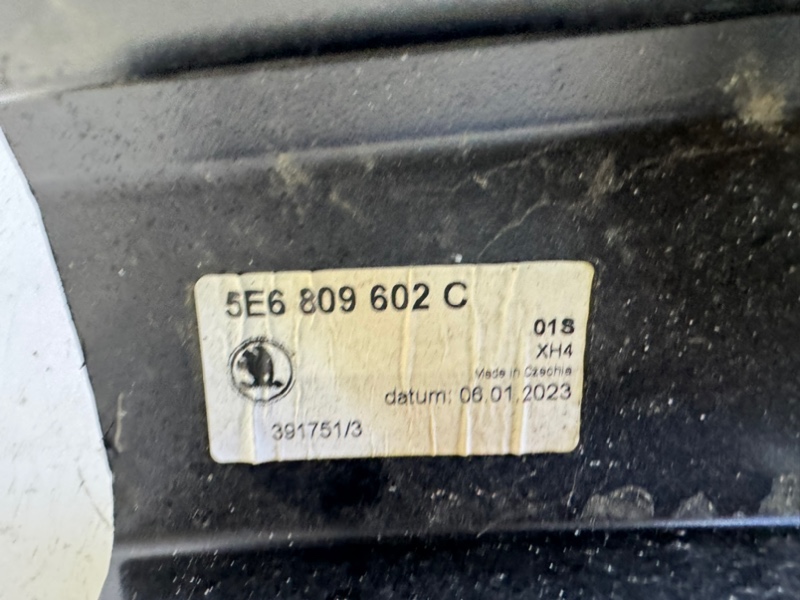 5E6 809 602 C
01S
XH4
Made in Czechia
datum: 06.01.2023
391751/3